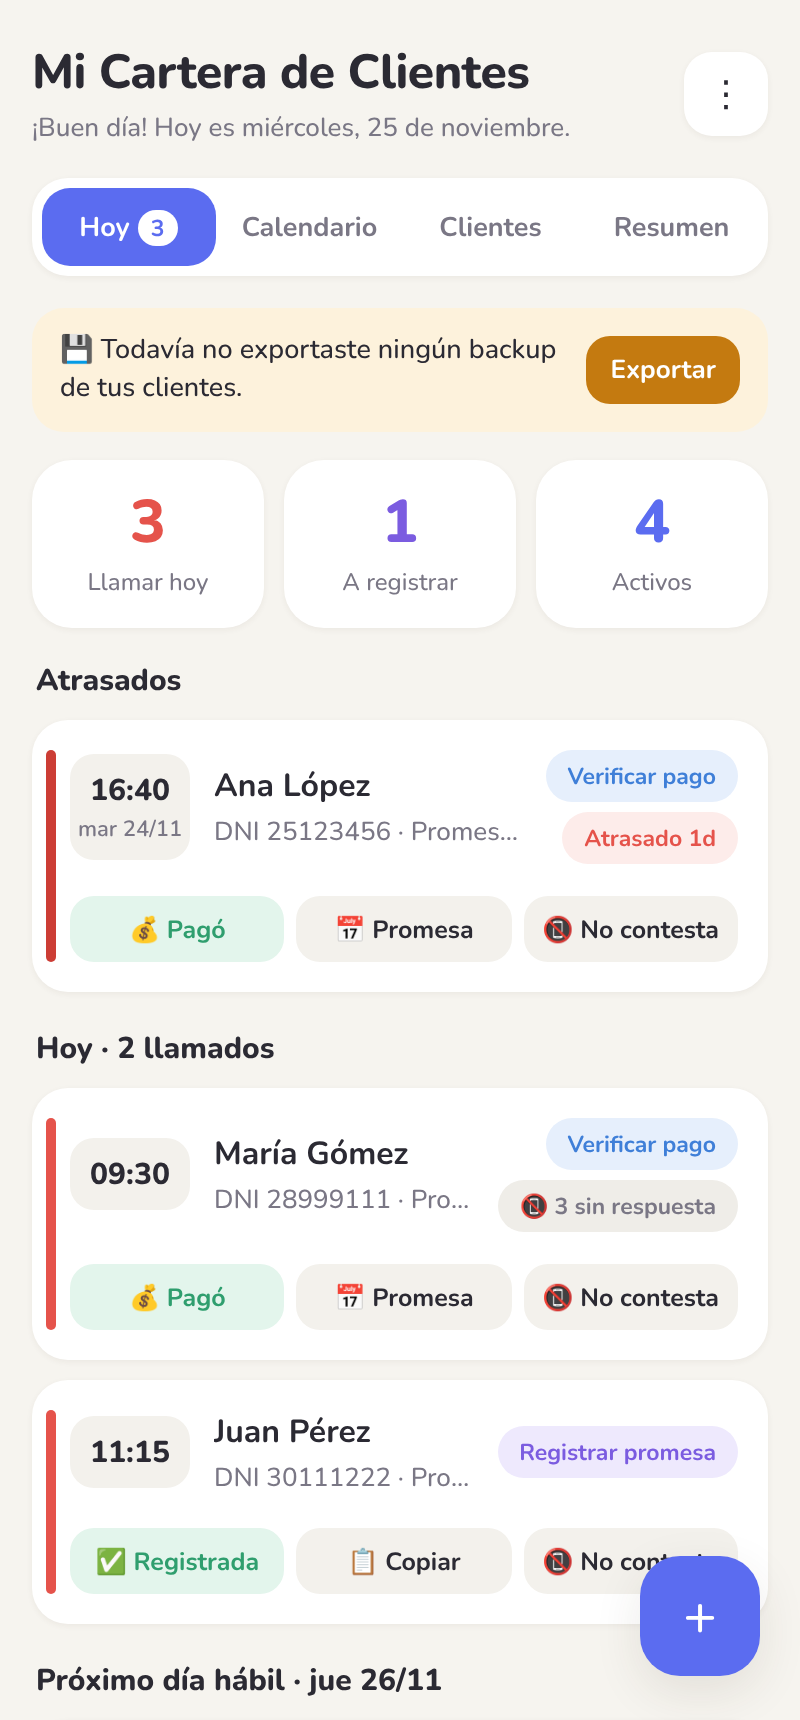 Mi Cartera de Clientes
¡Buen día! Hoy es miércoles, 25 de noviembre.
Hoy 3 Calendario Clientes Resumen
Todavía no exportaste ningún backup
de tus clientes.
Exportar
3 1 4
Llamar hoy A registrar Activos
Atrasados
16:40
mar 24/11
Ana López
DNI 25123456 · Promes...
Verificar pago
Atrasado 1d
Pagó Promesa No contesta
Hoy · 2 llamados
09:30
María Gómez
DNI 28999111 · Pro...
Verificar pago
3 sin respuesta
Pagó Promesa No contesta
11:15
Juan Pérez
DNI 30111222 · Pro...
Registrar promesa
Registrada Copiar No
+
Próximo día hábil · jue 26/11